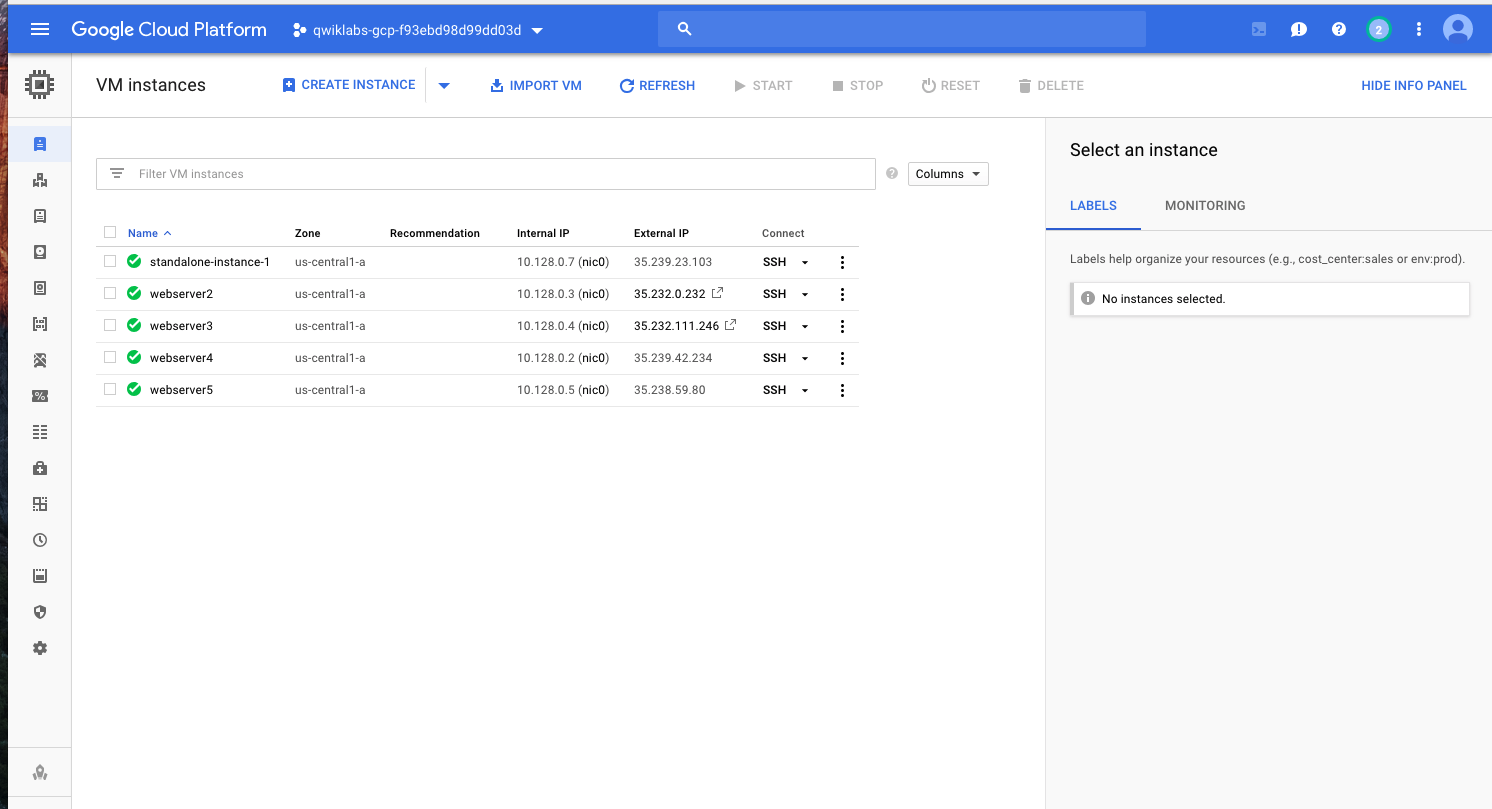 Google Cloud Platform qwiklabs-gcp-f93ebd98d99dd03d 2
VM instances CREATE INSTANCE IMPORT VM REFRESH START STOP RESET DELETE HIDE INFO PANEL
Filter VM instances Columns
Name Zone Recommendation Internal IP External IP Connect
standalone-instance-1 us-central1-a 10.128.0.7 (nic0) 35.239.23.103 SSH
webserver2 us-central1-a 10.128.0.3 (nic0) 35.232.0.232 SSH
webserver3 us-central1-a 10.128.0.4 (nic0) 35.232.111.246 SSH
webserver4 us-central1-a 10.128.0.2 (nic0) 35.239.42.234 SSH
webserver5 us-central1-a 10.128.0.5 (nic0) 35.238.59.80 SSH
Select an instance
LABELS MONITORING
Labels help organize your resources (e.g., cost_center:sales or env:prod).
No instances selected.